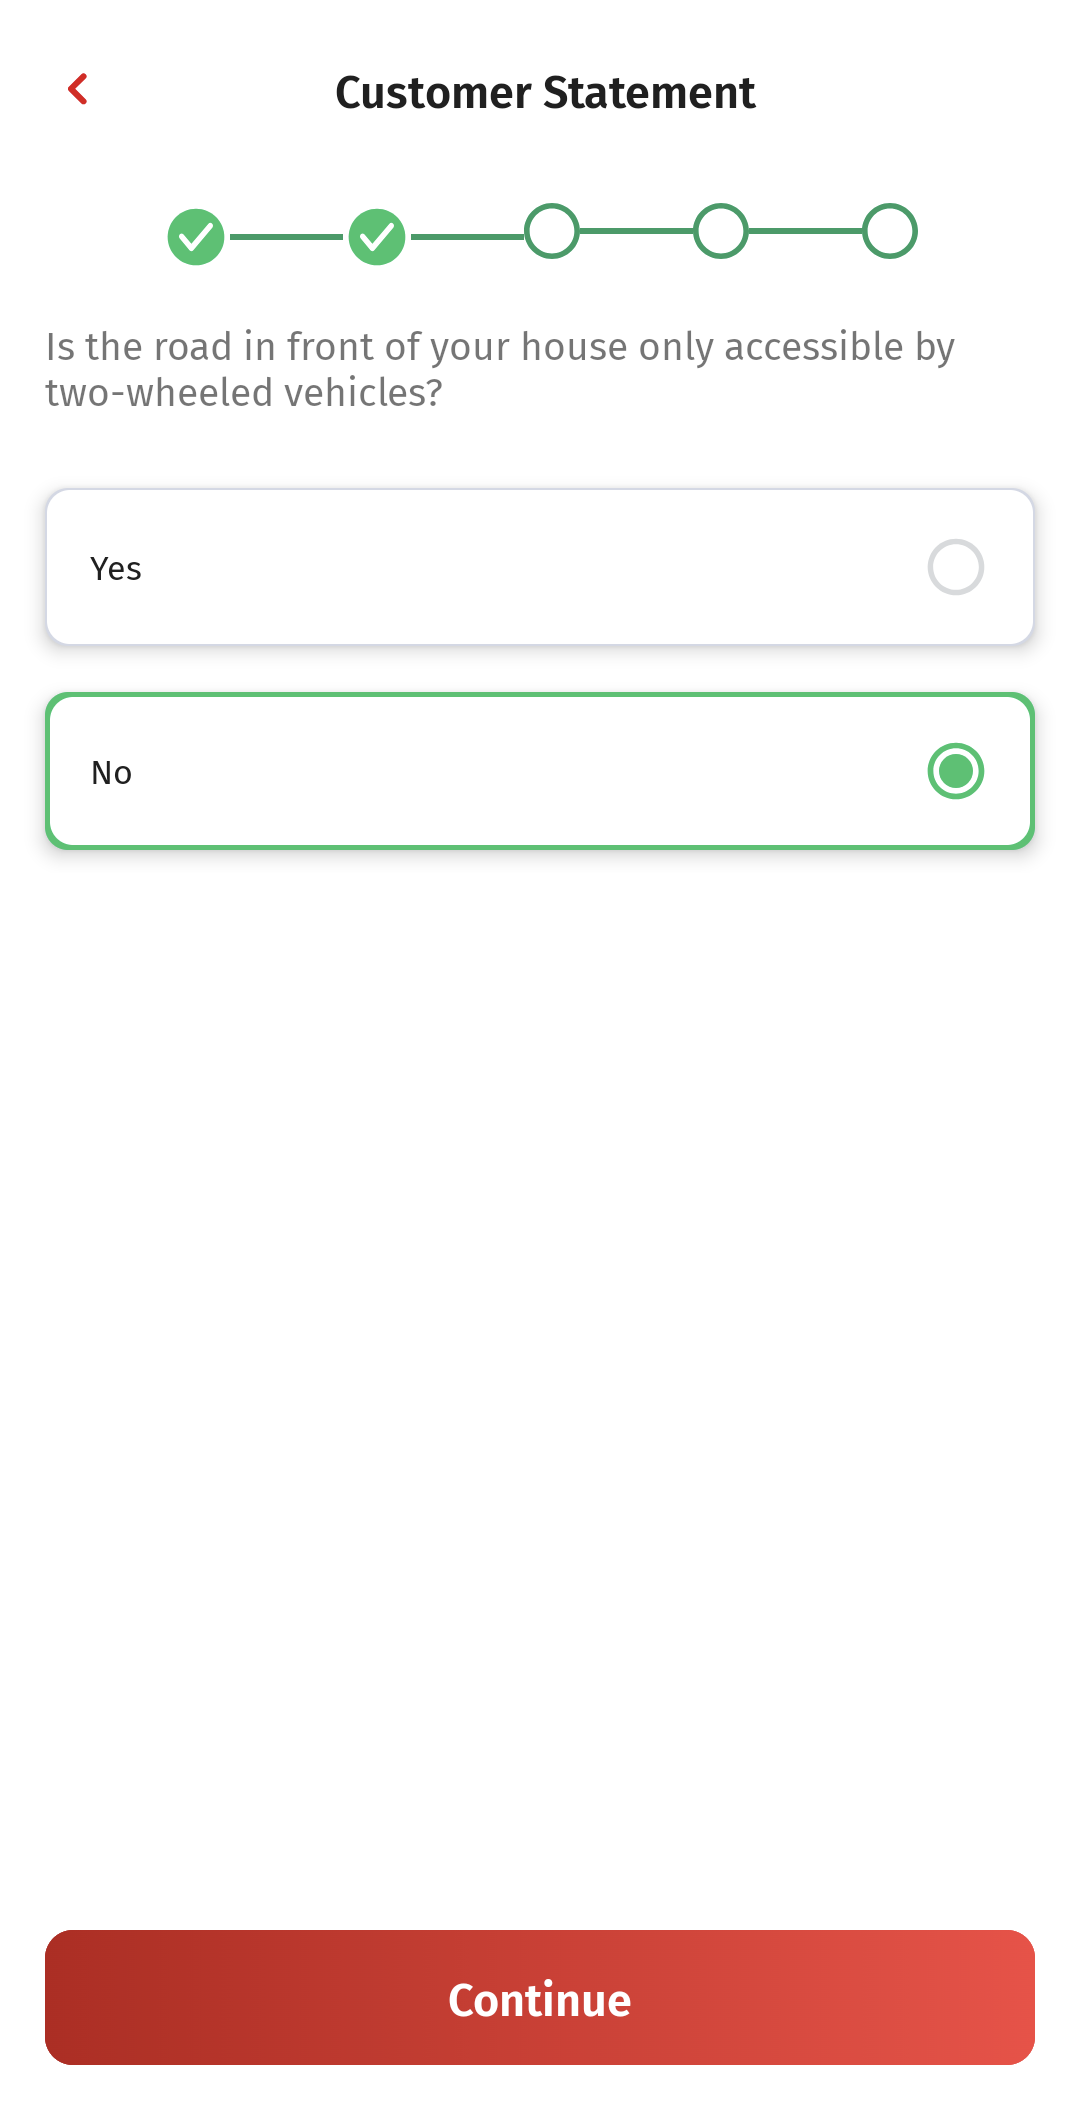 Customer Statement
Is the road in front of your house only accessible by
two-wheeled vehicles?
Yes
No
Continue